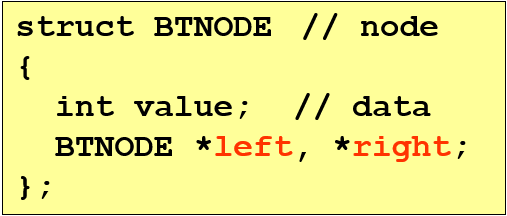 struct BTNODE // node
{
int value; // data
BTNODE *left, *right;
};